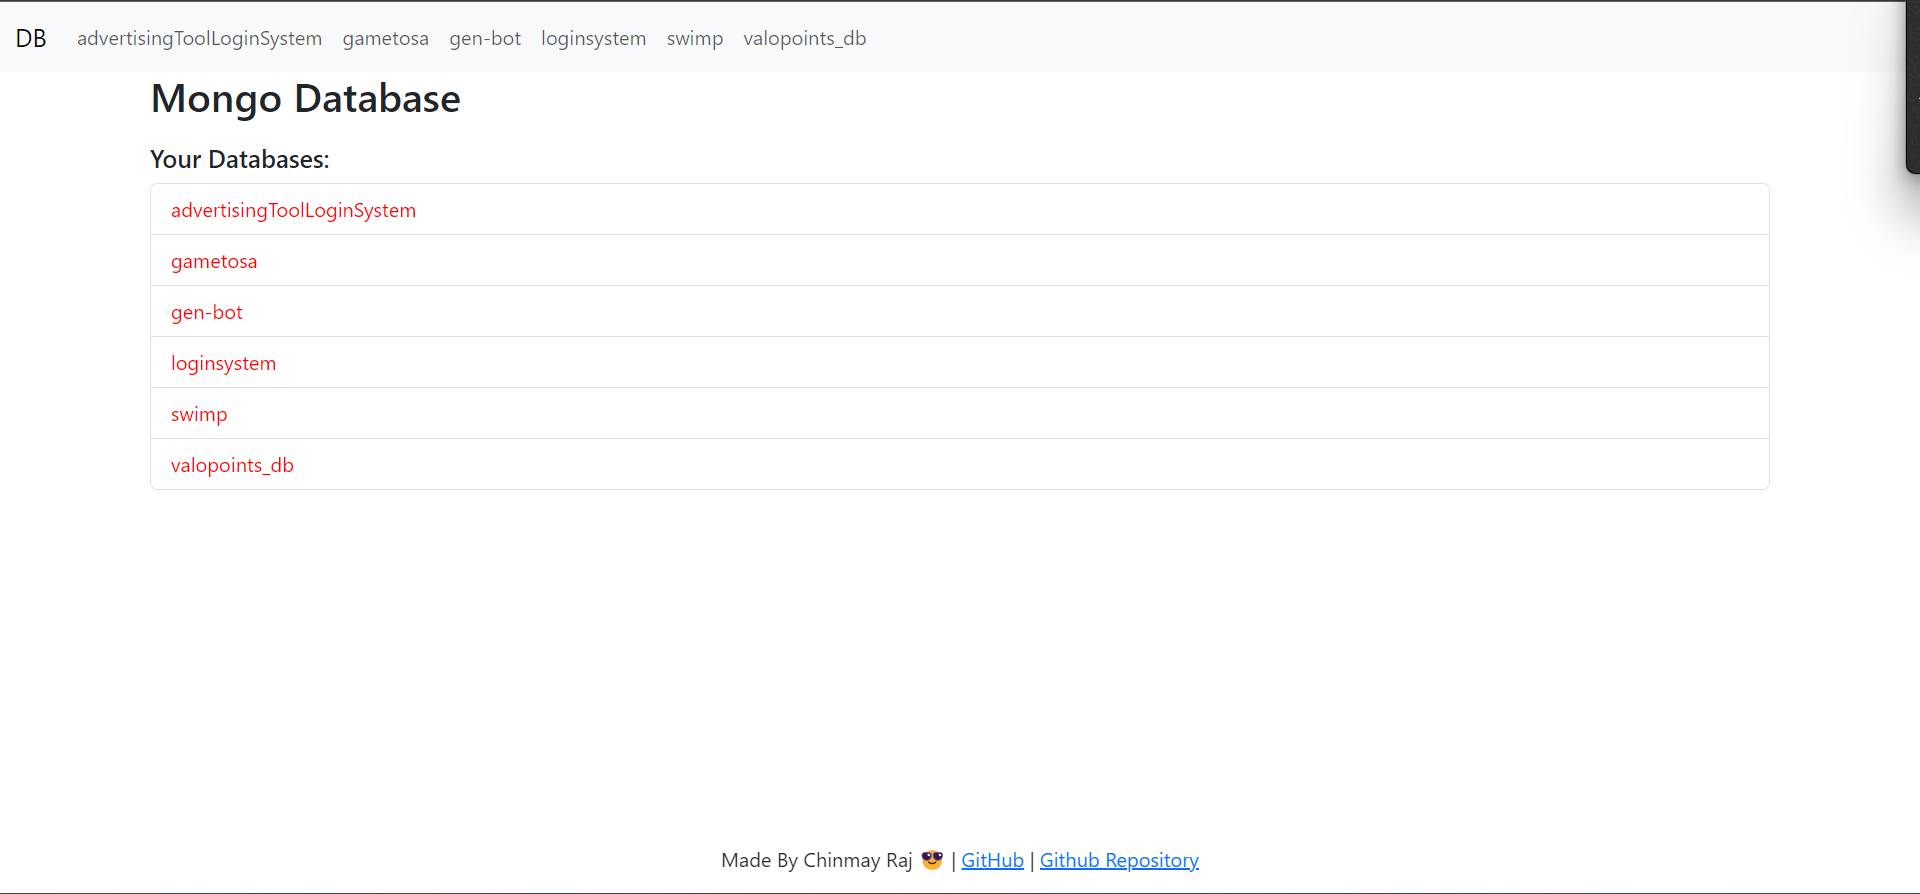 DB advertisingToolLoginSystem gametosa gen-bot loginsystem swimp valopoints_db
Mongo Database
Your Databases:
advertisingToolLoginSystem
gametosa
gen-bot
loginsystem
swimp
valopoints_db
Made By Chinmay Raj 😎 | GitHub | Github Repository